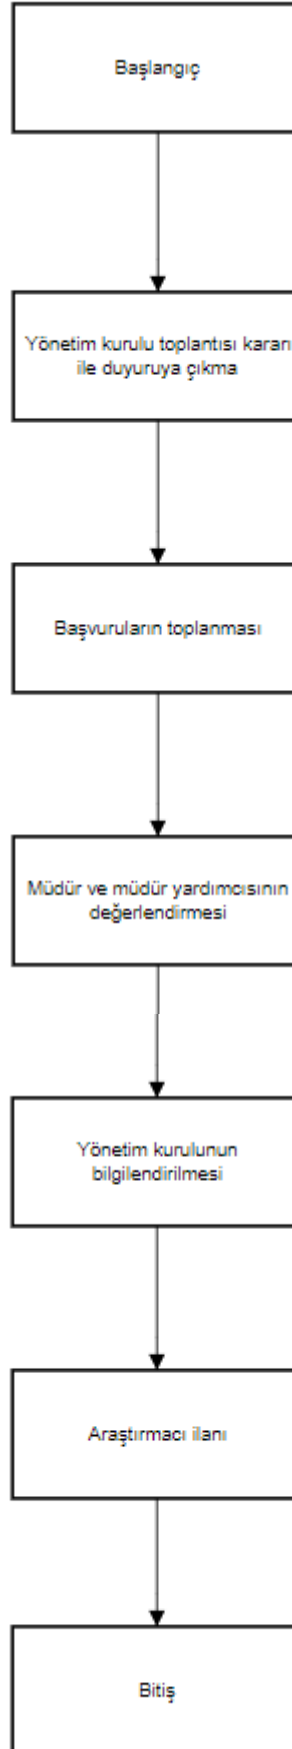 Başlangıç
Yönetim kurulu toplantısı kararı
ile duyuruya çıkma
Başvuruların toplanması
Müdür ve müdür yardımcısının
değerlendirmesi
Yönetim kurulunun
bilgilendirilmesi
Araştırmacı ilanı
Bitiş